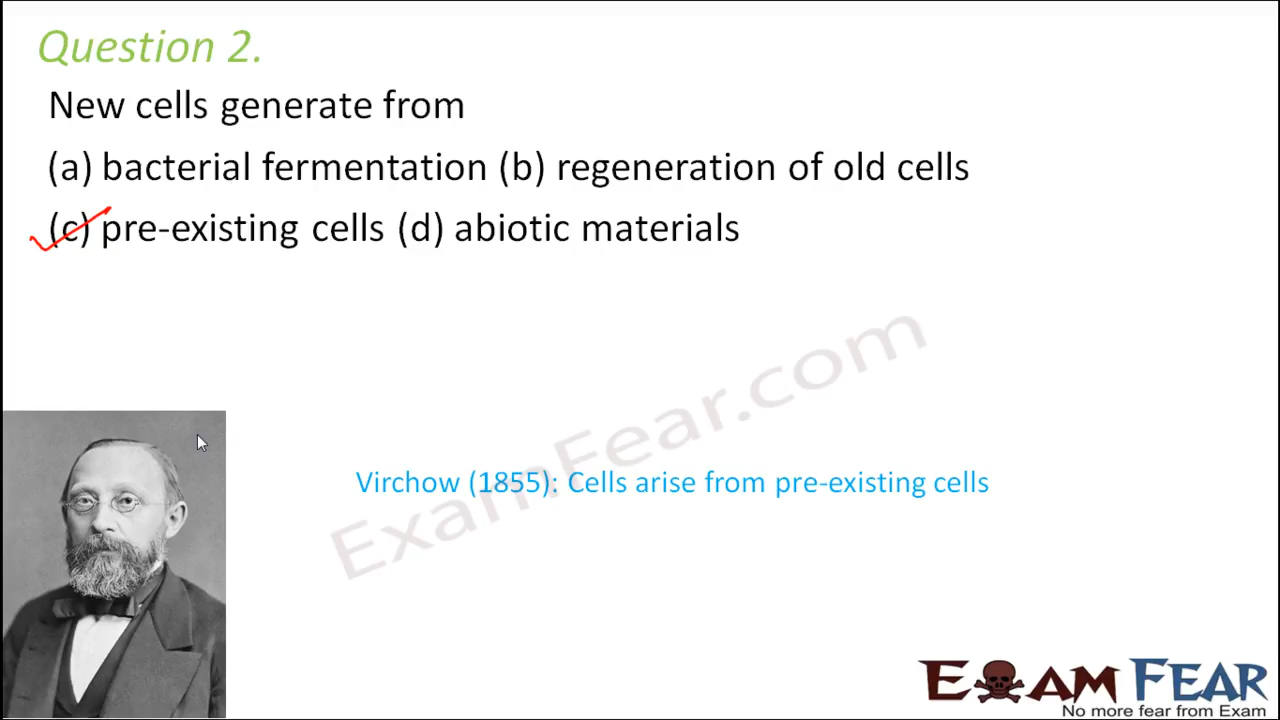 Question 2.
New cells generate from
(a) bacterial fermentation (b) regeneration of old cells
(c) pre-existing cells (d) abiotic materials
ExamFear.com
Virchow (1855): Cells arise from pre-existing cells
EXAM FEAR
No more fear from Exam